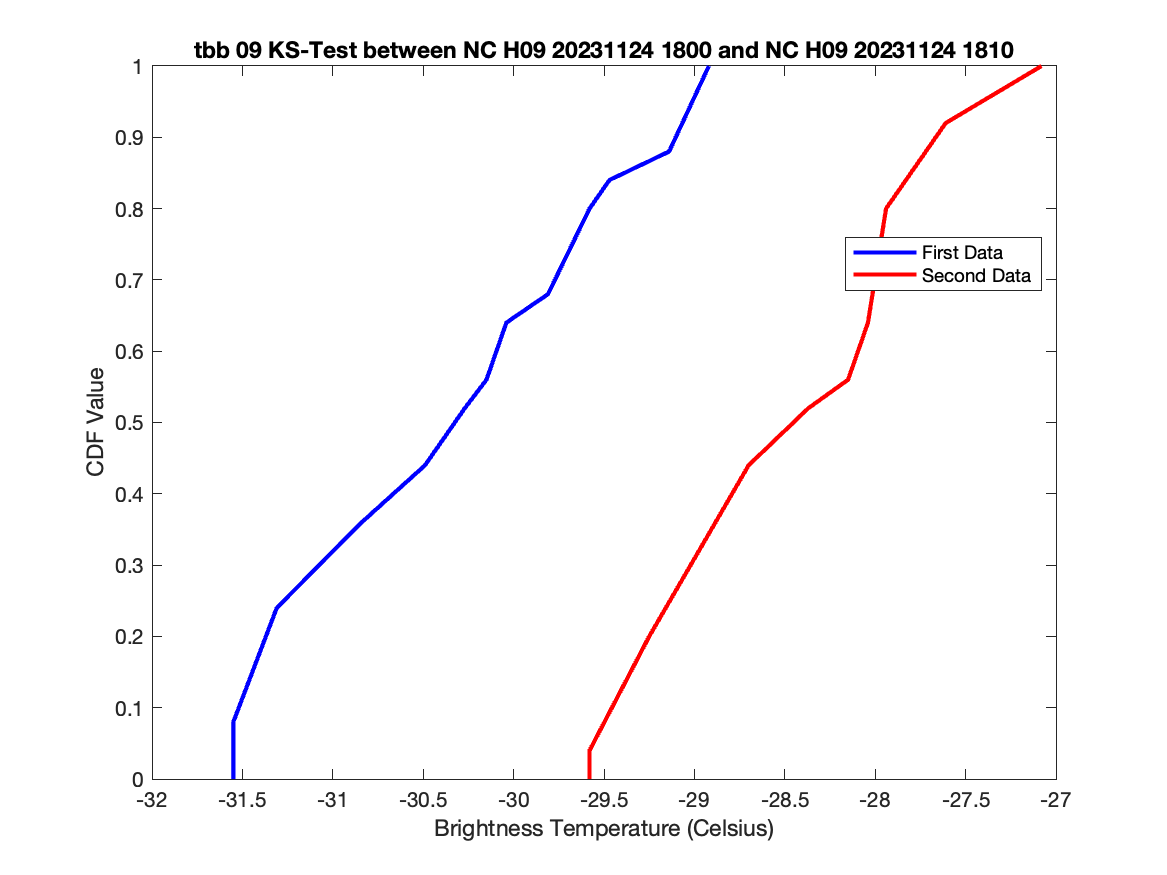 tbb 09 KS-Test between NC H09 20231124 1800 and NC H09 20231124 1810
1
0.9
0.8
0.7
0.6
0.5
0.4
0.3
0.2
0.1
0
CDF Value
First Data
Second Data
-32 -31.5 -31 -30.5 -30 -29.5 -29 -28.5 -28 -27.5 -27
Brightness Temperature (Celsius)